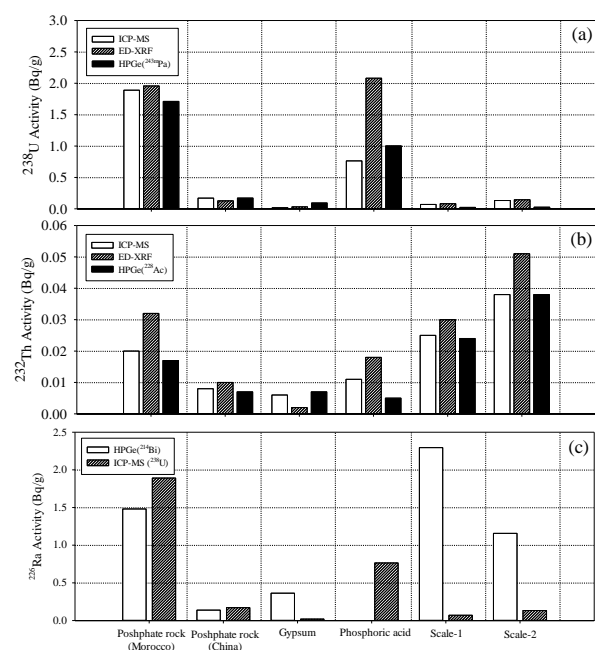 3.0
2.5
2.0
1.5
1.0
0.5
0.0
²³⁸U Activity (Bq/g)
ICP-MS
ED-XRF
HPGe(²⁴³ᵐPa)
(a)
0.06
0.05
0.04
0.03
0.02
0.01
0.00
²³²Th Activity (Bq/g)
ICP-MS
ED-XRF
HPGe(²²⁸Ac)
(b)
2.5
2.0
1.5
1.0
0.5
0.0
²²⁶Ra Activity (Bq/g)
HPGe(²¹⁴Bi)
ICP-MS (²³⁸U)
(c)
Poshphate rock
(Morocco)
Poshphate rock
(China)
Gypsum
Phosphoric acid
Scale-1
Scale-2